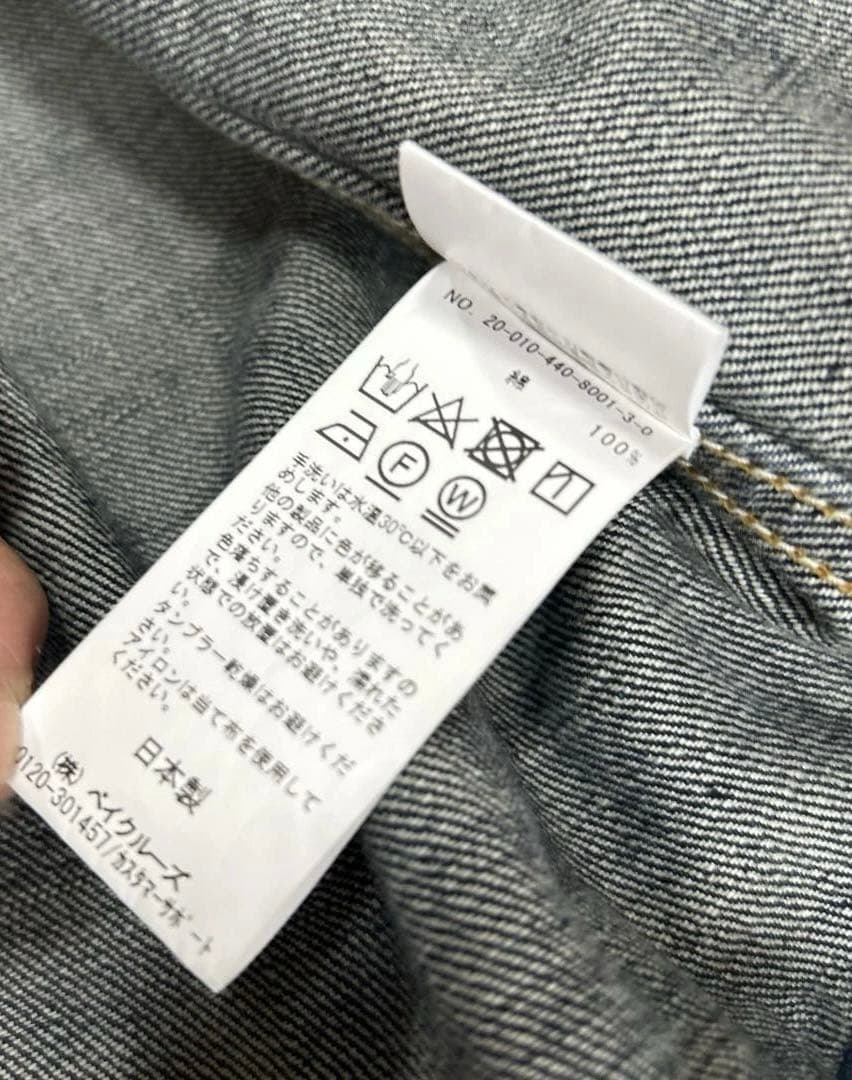 NO. 20-010-440-8001-3-0
綿 100%
F W
手洗いは水温30℃以下をお薦
めします。
他の製品に色が移ることがあ
りますので、単独で洗ってく
ださい。
色落ちすることがありますの
で、漬け置き洗いや、濡れた
状態での放置はお避けくださ
い。
タンブラー乾燥はお避けくだ
さい。
アイロンは当て布を使用して
ください。
日本製
(株) ベイクルーズ
0120-301457/カスタマーサポート